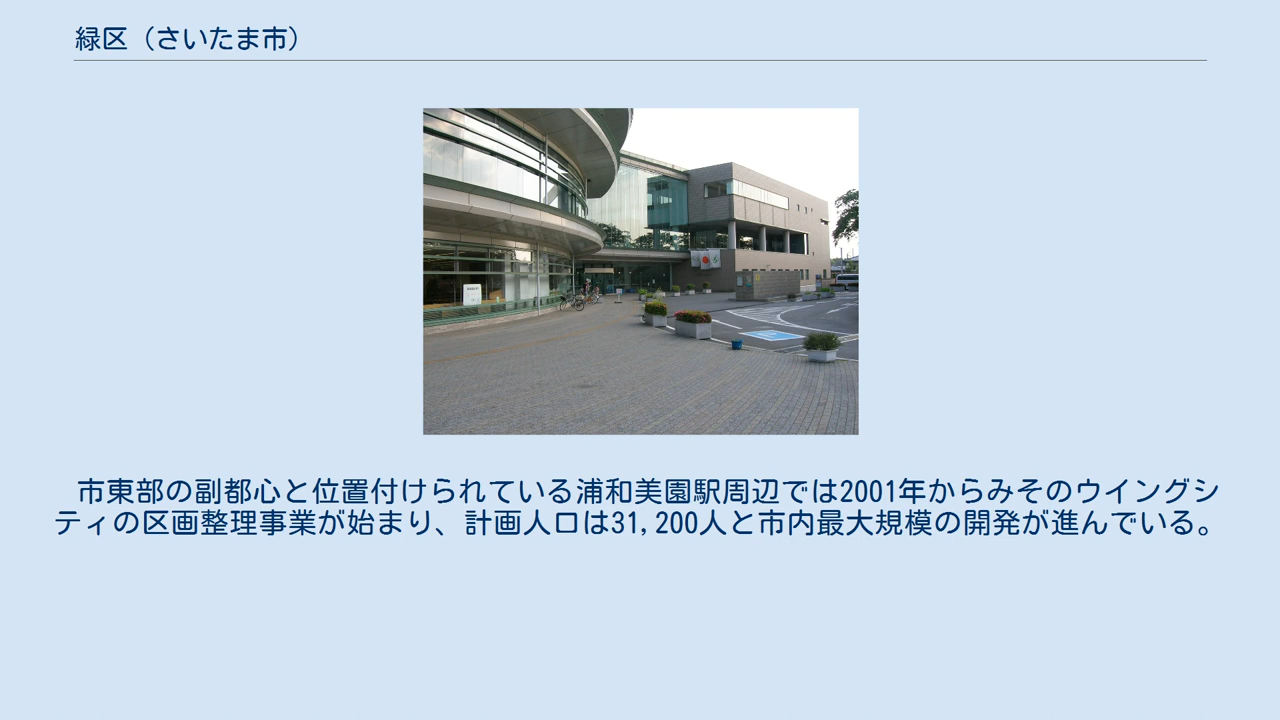 緑区（さいたま市）
市東部の副都心と位置付けられている浦和美園駅周辺では2001年からみそのウイングシ
ティの区画整理事業が始まり、計画人口は31,200人と市内最大規模の開発が進んでいる。